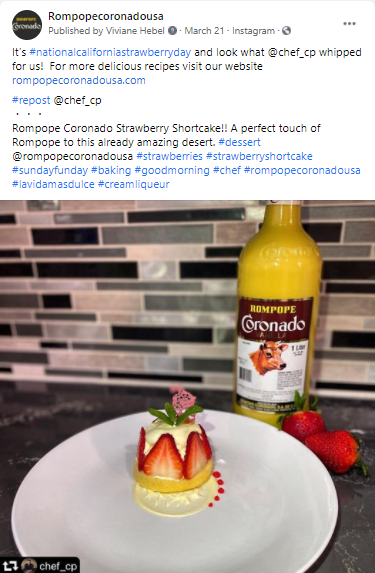 Rompopecoronadousa
Published by Viviane Hebel · March 21 · Instagram ·
It's #nationalcaliforniastrawberryday and look what @chef_cp whipped
for us! For more delicious recipes visit our website
rompopecoronadousa.com
#repost @chef_cp
· · ·
Rompope Coronado Strawberry Shortcake!! A perfect touch of
Rompope to this already amazing desert. #dessert
@rompopecoronadousa #strawberries #strawberryshortcake
#sundayfunday #baking #goodmorning #chef #rompopecoronadousa
#lavidamasdulce #creamliqueur
ROMPOPE
Coronado
1 Litro
chef_cp